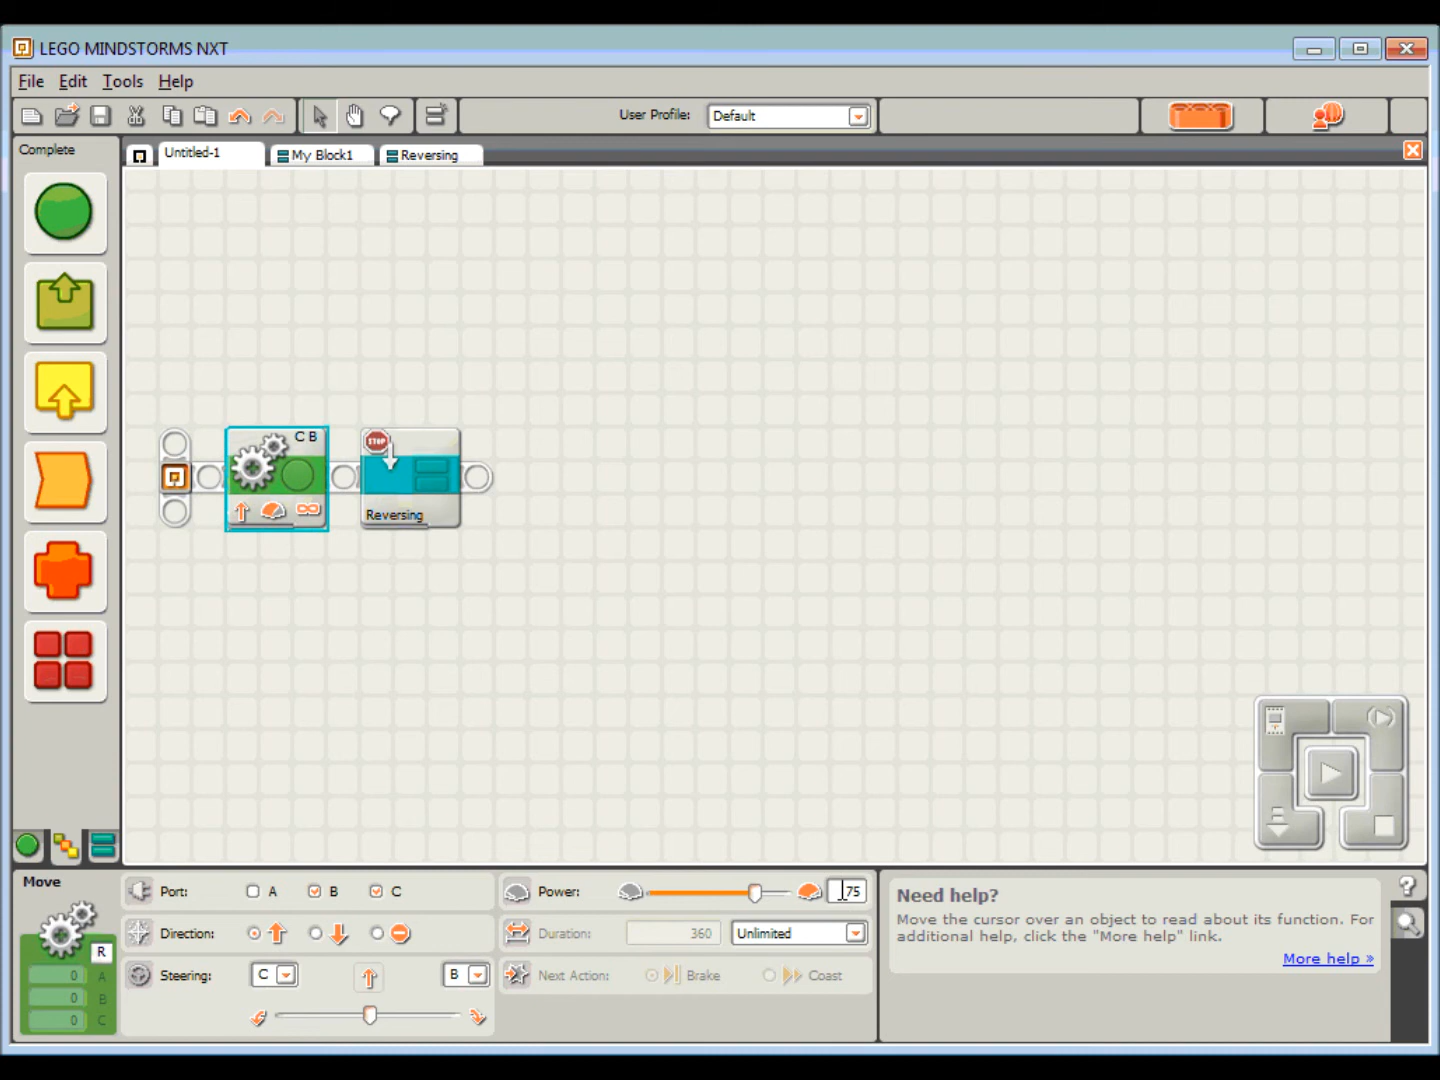 LEGO MINDSTORMS NXT
File Edit Tools Help
User Profile: Default
Complete
Untitled-1 My Block1 Reversing
C B
STOP
Reversing
Move
R
0 A
0 B
0 C
Port: A B C
Direction:
Steering: C B
Power: 75
Duration: 360 Unlimited
Next Action: Brake Coast
Need help?
Move the cursor over an object to read about its function. For
additional help, click the "More help" link.
More help »
?